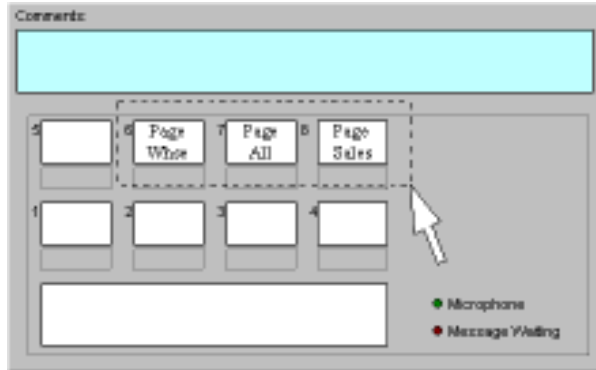 Comments:
5 6 Page Whse 7 Page All 8 Page Sales
1 2 3 4
Microphone
Message Waiting